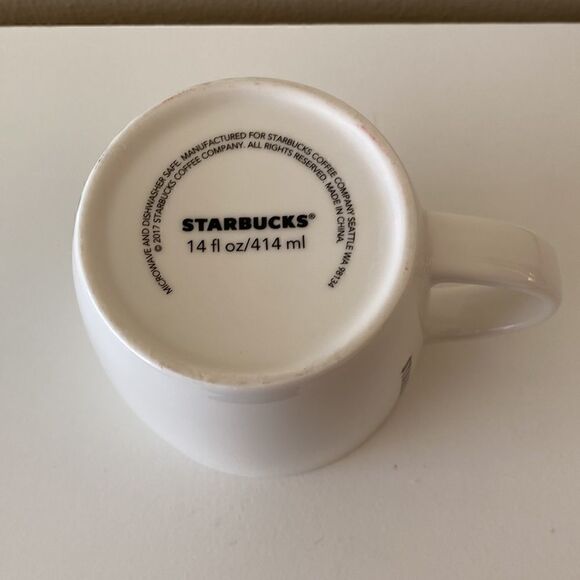 MICROWAVE AND DISHWASHER SAFE. MANUFACTURED FOR STARBUCKS COFFEE COMPANY SEATTLE WA 98134
© 2017 STARBUCKS COFFEE COMPANY. ALL RIGHTS RESERVED. MADE IN CHINA.
STARBUCKS®
14 fl oz/414 ml